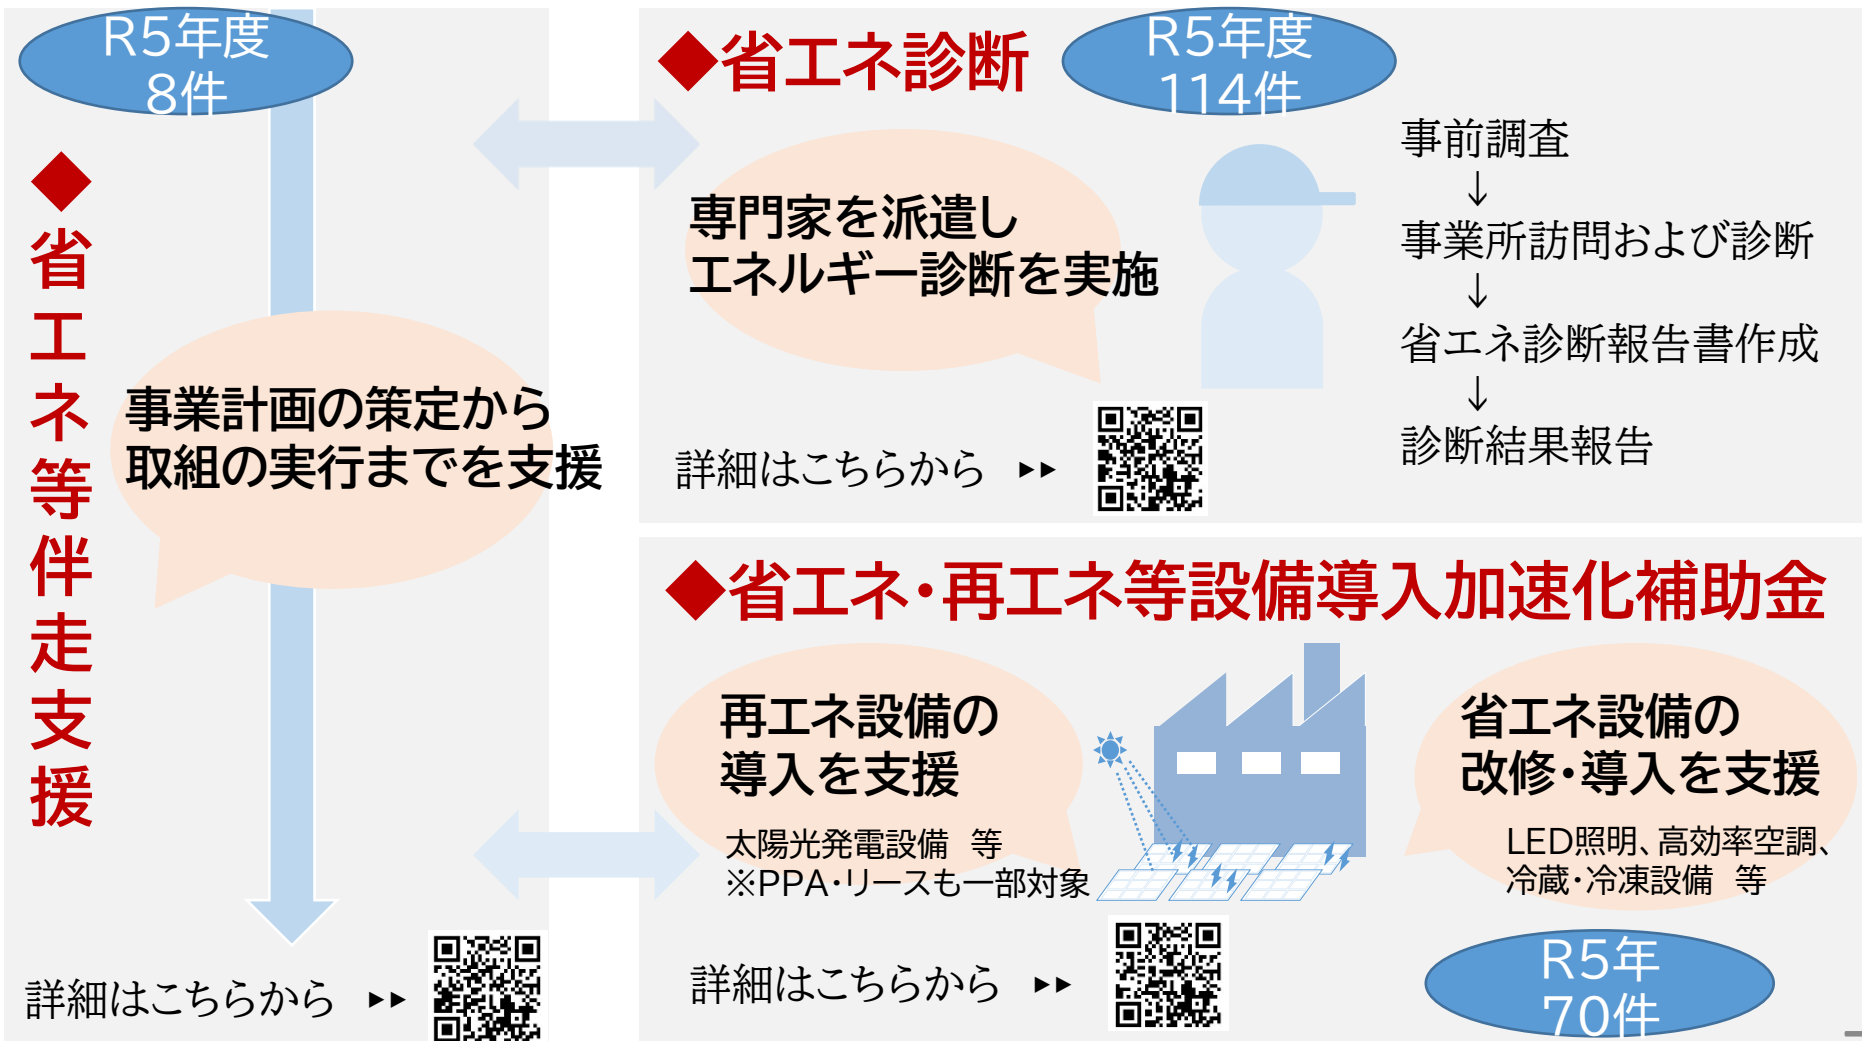 R5年度
8件
◆省エネ等伴走支援
事業計画の策定から
取組の実行までを支援
詳細はこちらから ▸▸
◆省エネ診断
R5年度
114件
専門家を派遣し
エネルギー診断を実施
事前調査
↓
事業所訪問および診断
↓
省エネ診断報告書作成
↓
診断結果報告
詳細はこちらから ▸▸
◆省エネ・再エネ等設備導入加速化補助金
再エネ設備の
導入を支援
太陽光発電設備　等
※PPA・リースも一部対象
省エネ設備の
改修・導入を支援
LED照明、高効率空調、
冷蔵・冷凍設備　等
詳細はこちらから ▸▸
R5年
70件